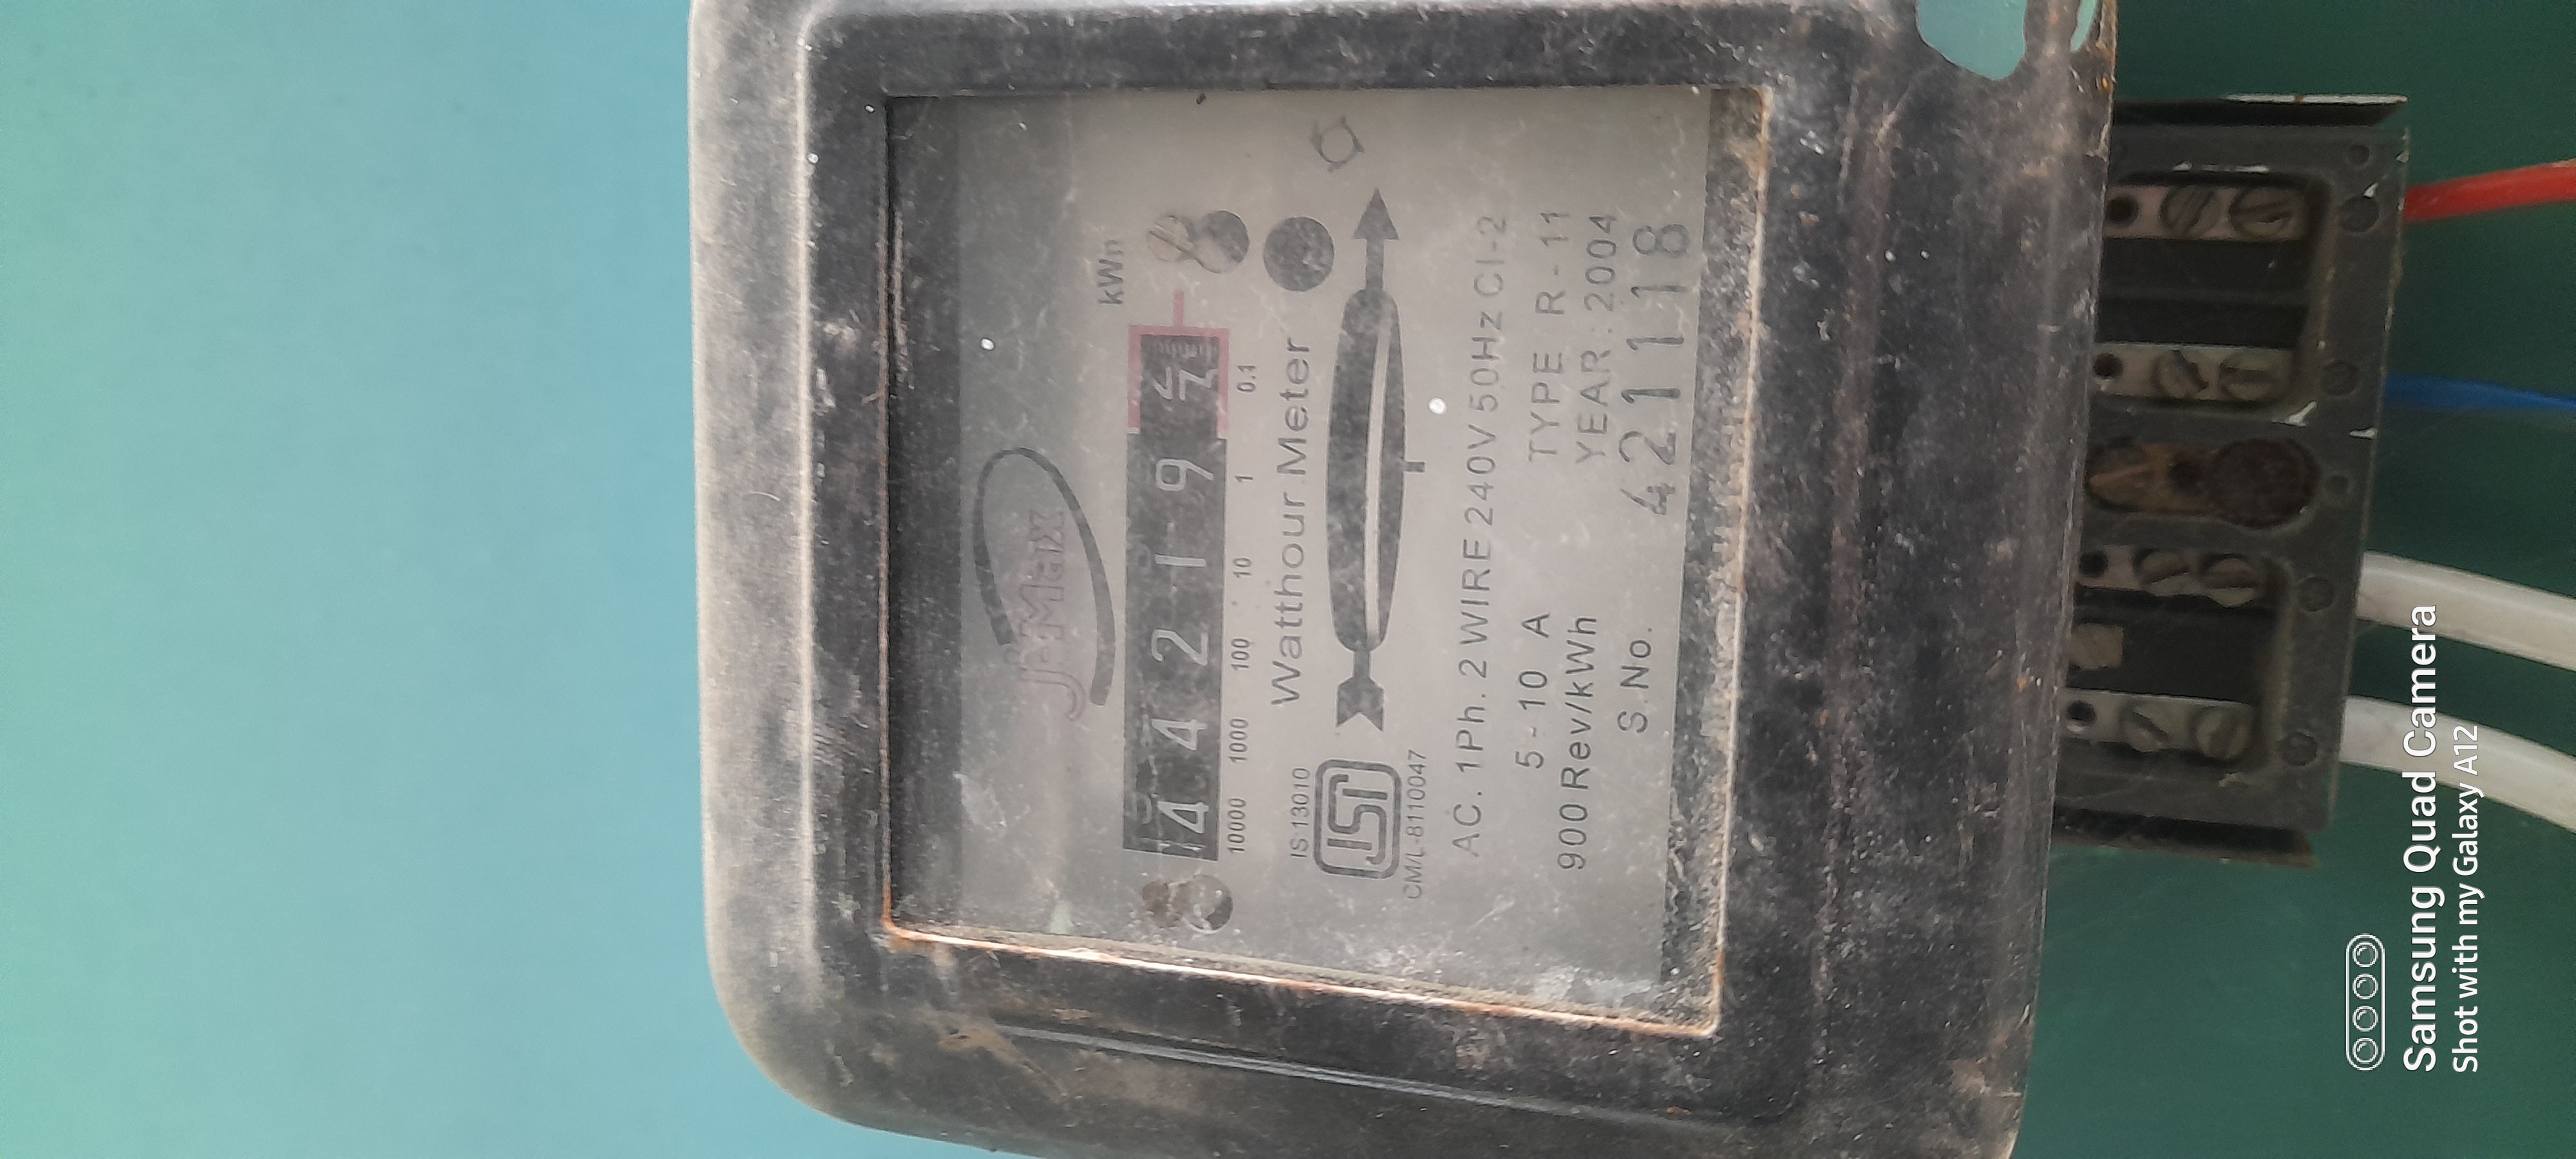 J-Max
kWh
4 4 2 1 9
10000 1000 100 10 1 0.1
Watthour Meter
IS 13010
ISI
CM/L-8110047
AC. 1Ph. 2 WIRE 240V 50Hz Cl-2
5 - 10 A TYPE R - 11
900 Rev/kWh YEAR : 2004
S. No. 421118
Samsung Quad Camera
Shot with my Galaxy A12